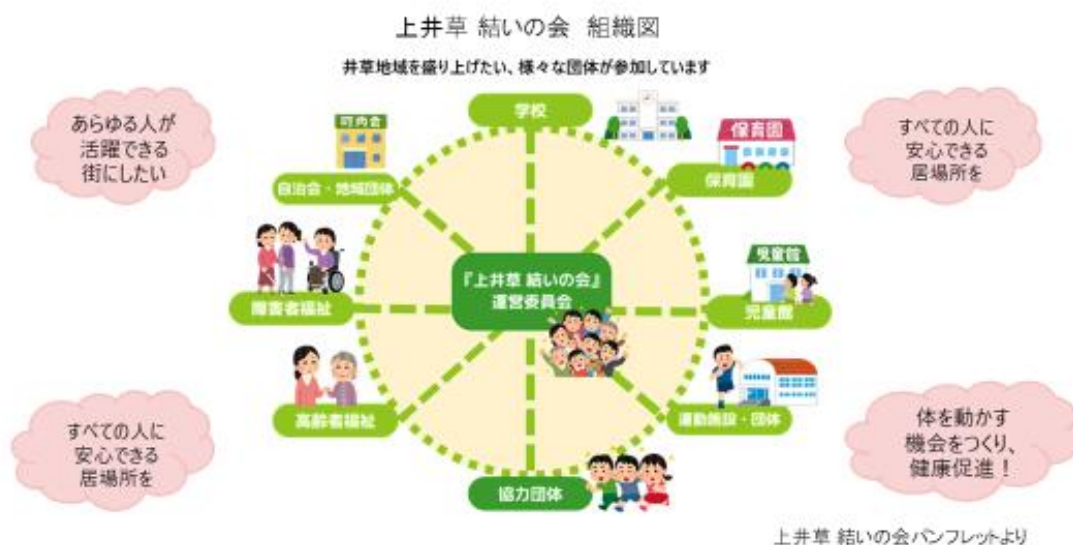 上井草 結いの会 組織図
井草地域を盛り上げたい、様々な団体が参加しています
あらゆる人が
活躍できる
街にしたい
町内会
自治会・地域団体
学校
保育園
保育園
すべての人に
安心できる
居場所を
障害者福祉
『上井草 結いの会』
運営委員会
児童館
児童館
高齢者福祉
運動施設・団体
すべての人に
安心できる
居場所を
協力団体
体を動かす
機会をつくり、
健康促進！
上井草 結いの会パンフレットより